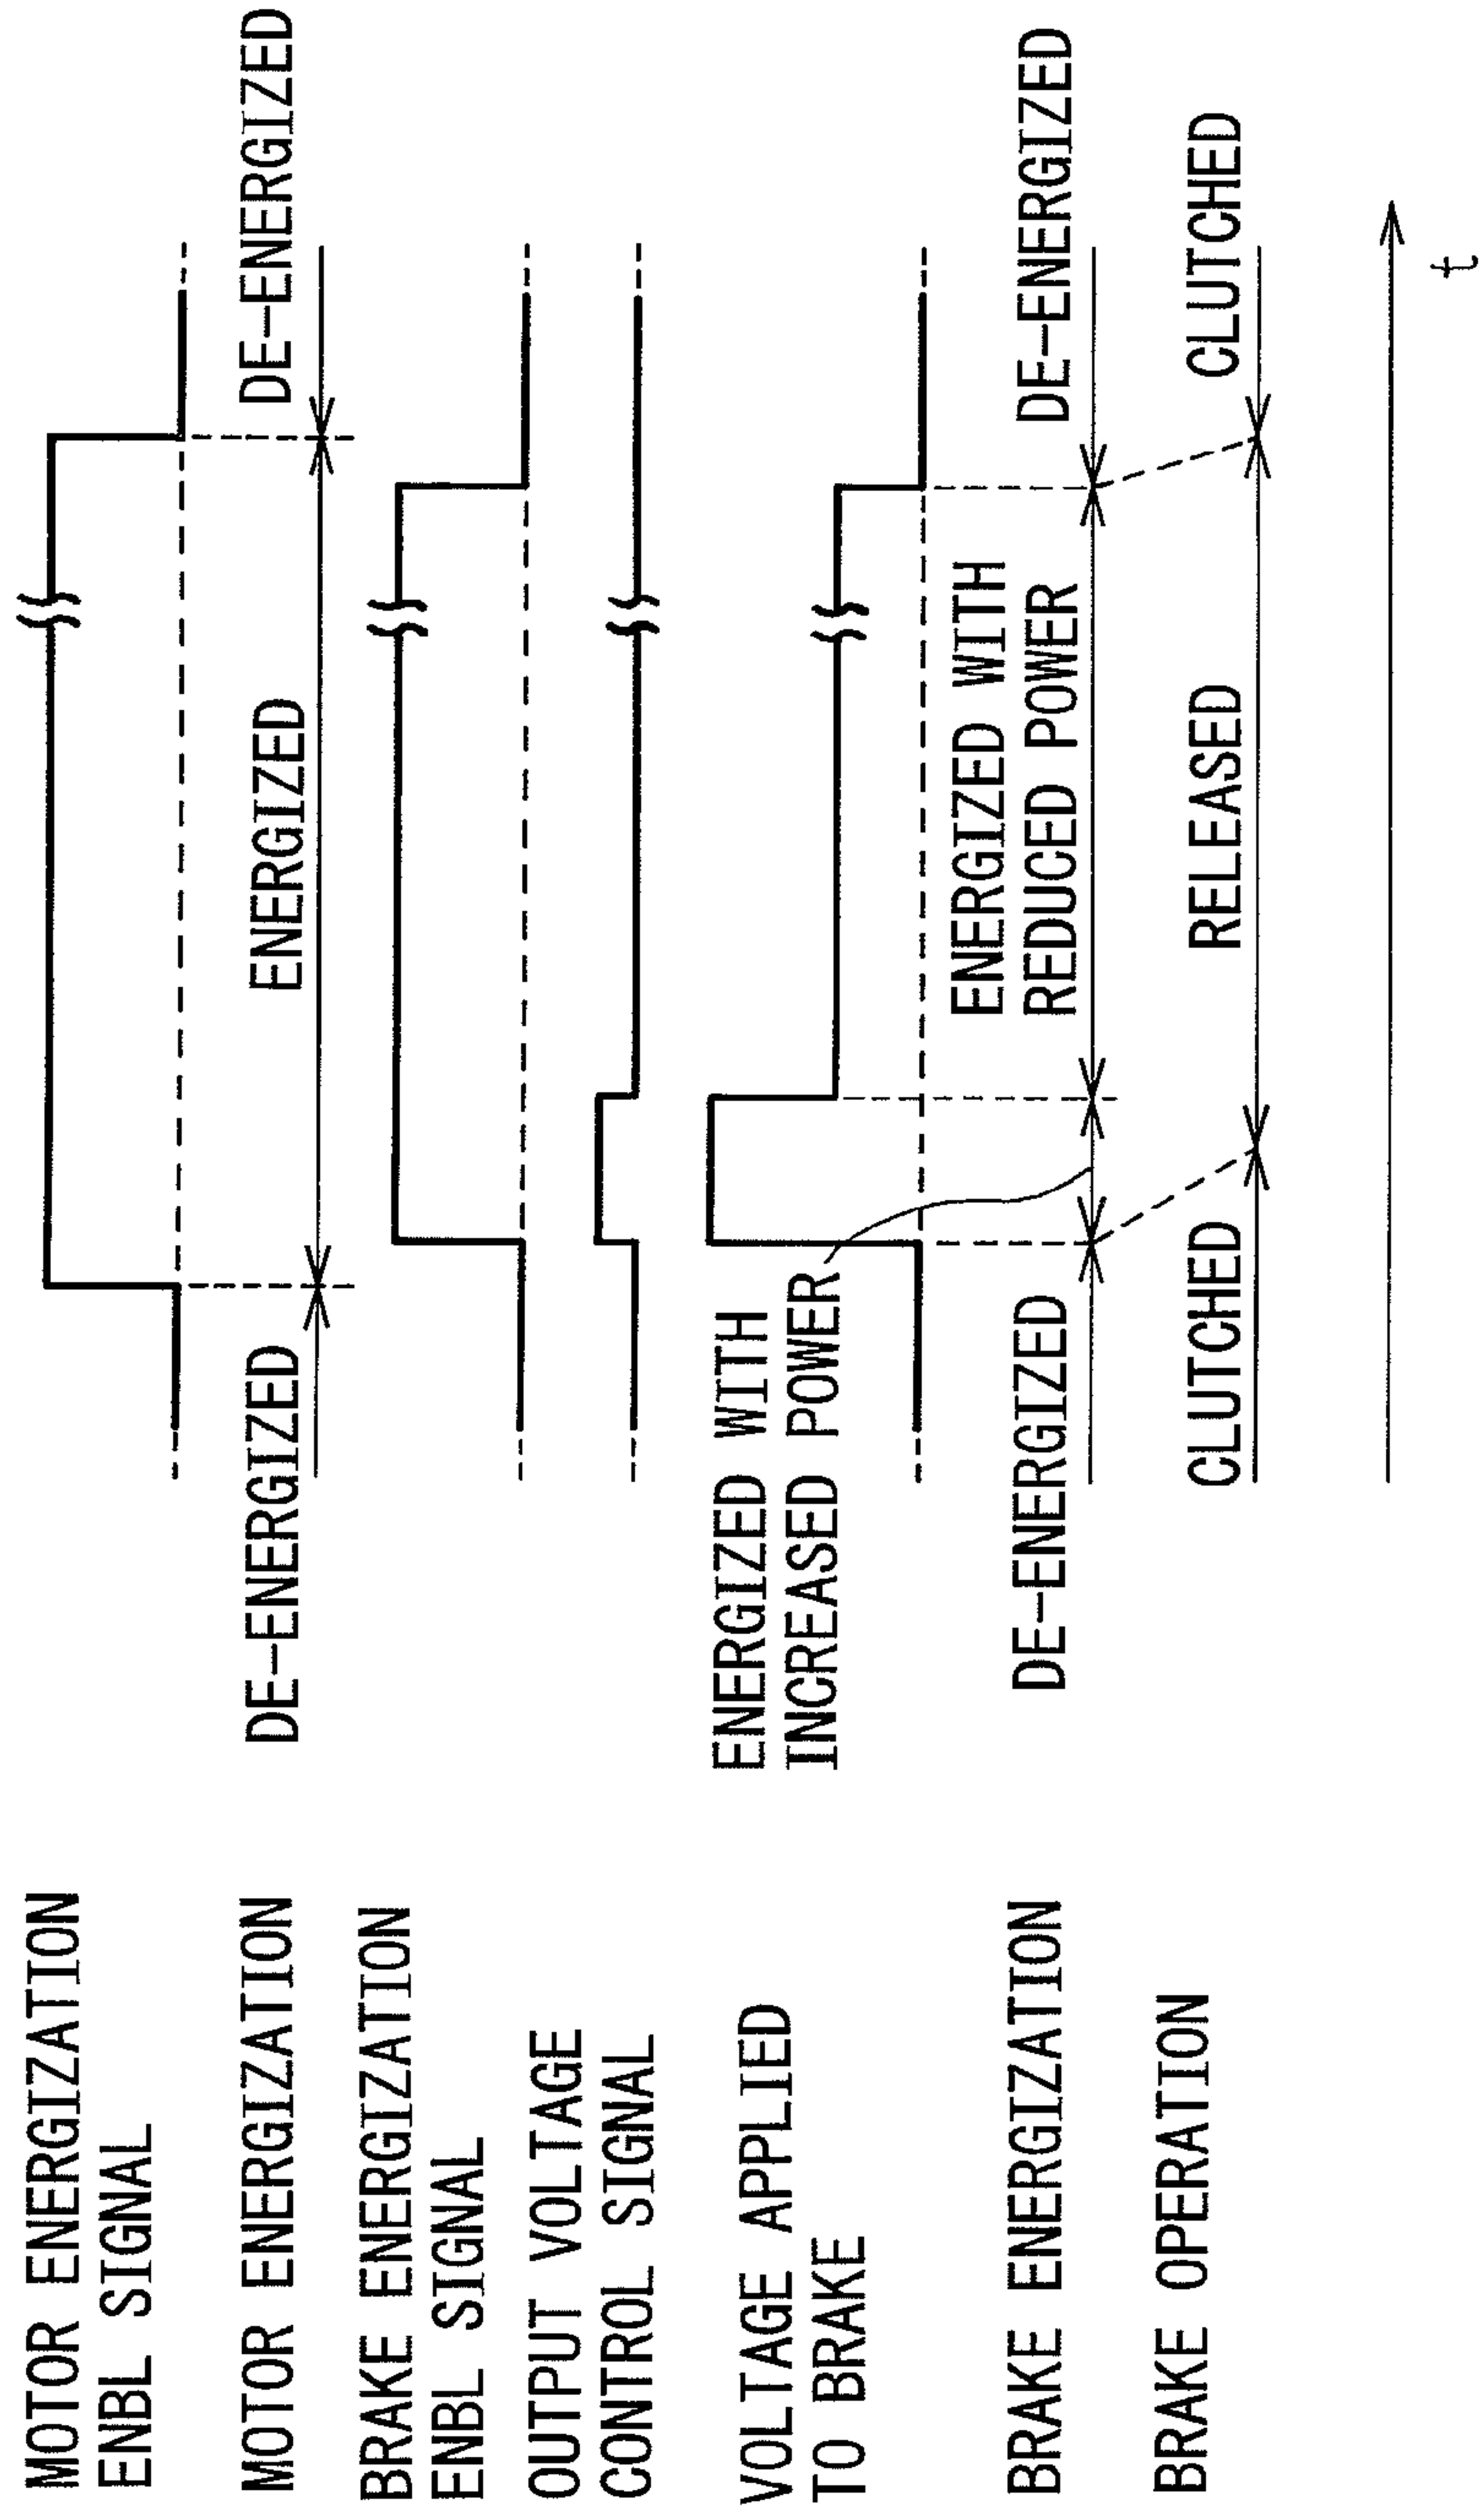 MOTOR ENERGIZATION
ENBL SIGNAL
MOTOR ENERGIZATION
DE-ENERGIZED
ENERGIZED
DE-ENERGIZED
BRAKE ENERGIZATION
ENBL SIGNAL
OUTPUT VOLTAGE
CONTROL SIGNAL
VOLTAGE APPLIED
TO BRAKE
ENERGIZED WITH
INCREASED POWER
ENERGIZED WITH
REDUCED POWER
BRAKE ENERGIZATION
DE-ENERGIZED
DE-ENERGIZED
BRAKE OPERATION
CLUTCHED
RELEASED
CLUTCHED
t